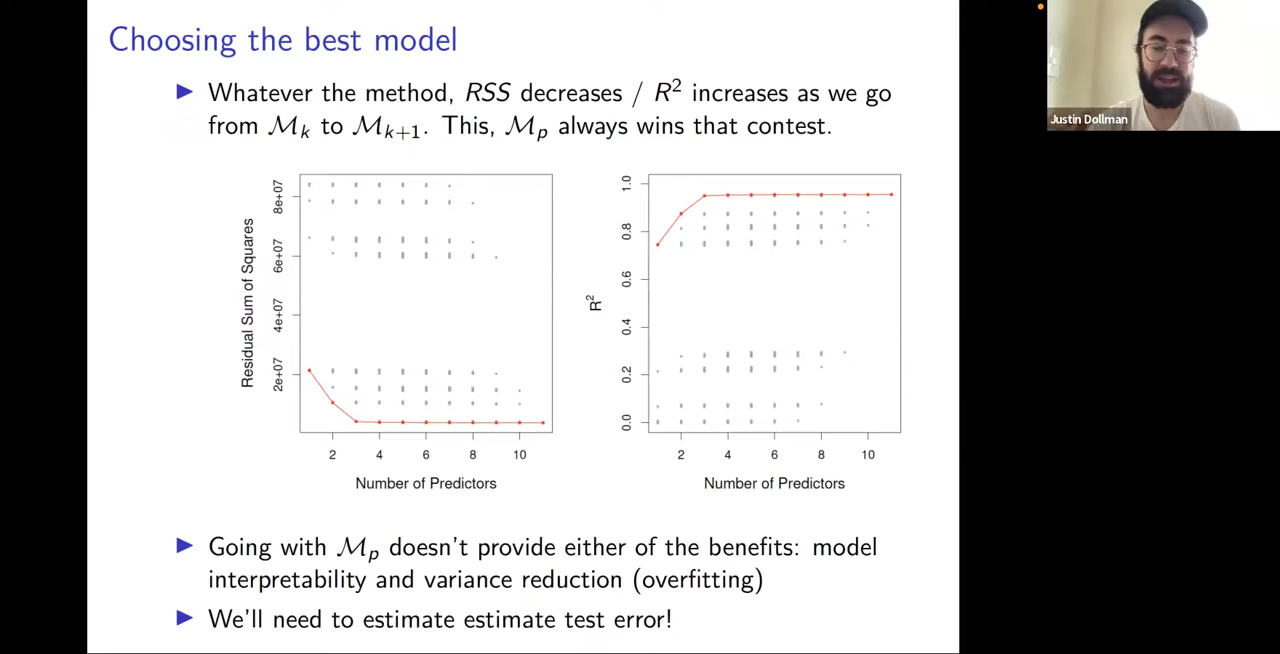 Choosing the best model
Whatever the method, RSS decreases / R² increases as we go
from ℳk to ℳk+1. This, ℳp always wins that contest.
Residual Sum of Squares
8e+07
6e+07
4e+07
2e+07
2 4 6 8 10
Number of Predictors
R²
1.0
0.8
0.6
0.4
0.2
0.0
2 4 6 8 10
Number of Predictors
Going with ℳp doesn't provide either of the benefits: model
interpretability and variance reduction (overfitting)
We'll need to estimate estimate test error!
Justin Dollman